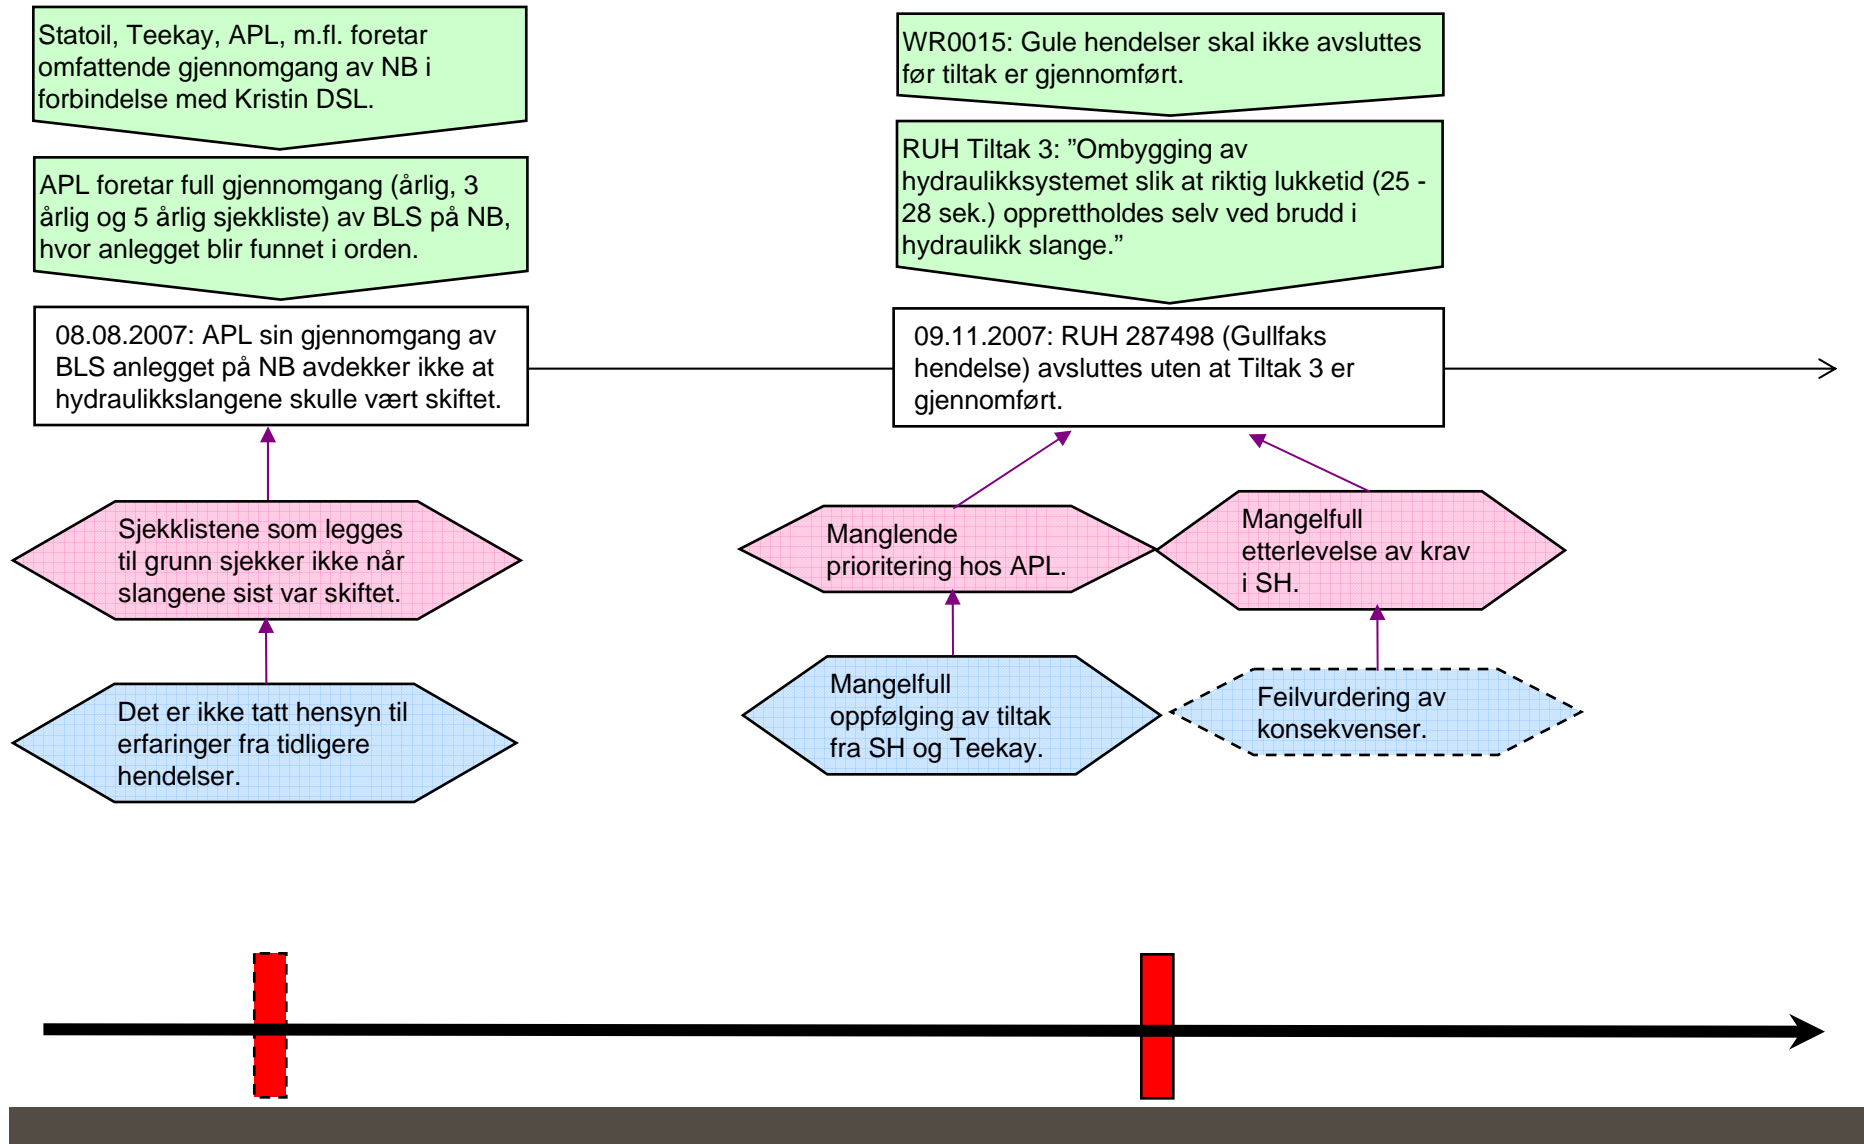 Statoil, Teekay, APL, m.fl. foretar
omfattende gjennomgang av NB i
forbindelse med Kristin DSL.
APL foretar full gjennomgang (årlig, 3
årlig og 5 årlig sjekkliste) av BLS på NB,
hvor anlegget blir funnet i orden.
08.08.2007: APL sin gjennomgang av
BLS anlegget på NB avdekker ikke at
hydraulikkslangene skulle vært skiftet.
Sjekklistene som legges
til grunn sjekker ikke når
slangene sist var skiftet.
Det er ikke tatt hensyn til
erfaringer fra tidligere
hendelser.
WR0015: Gule hendelser skal ikke avsluttes
før tiltak er gjennomført.
RUH Tiltak 3: ”Ombygging av
hydraulikksystemet slik at riktig lukketid (25 -
28 sek.) opprettholdes selv ved brudd i
hydraulikk slange.”
09.11.2007: RUH 287498 (Gullfaks
hendelse) avsluttes uten at Tiltak 3 er
gjennomført.
Manglende
prioritering hos APL.
Mangelfull
oppfølging av tiltak
fra SH og Teekay.
Mangelfull
etterlevelse av krav
i SH.
Feilvurdering av
konsekvenser.